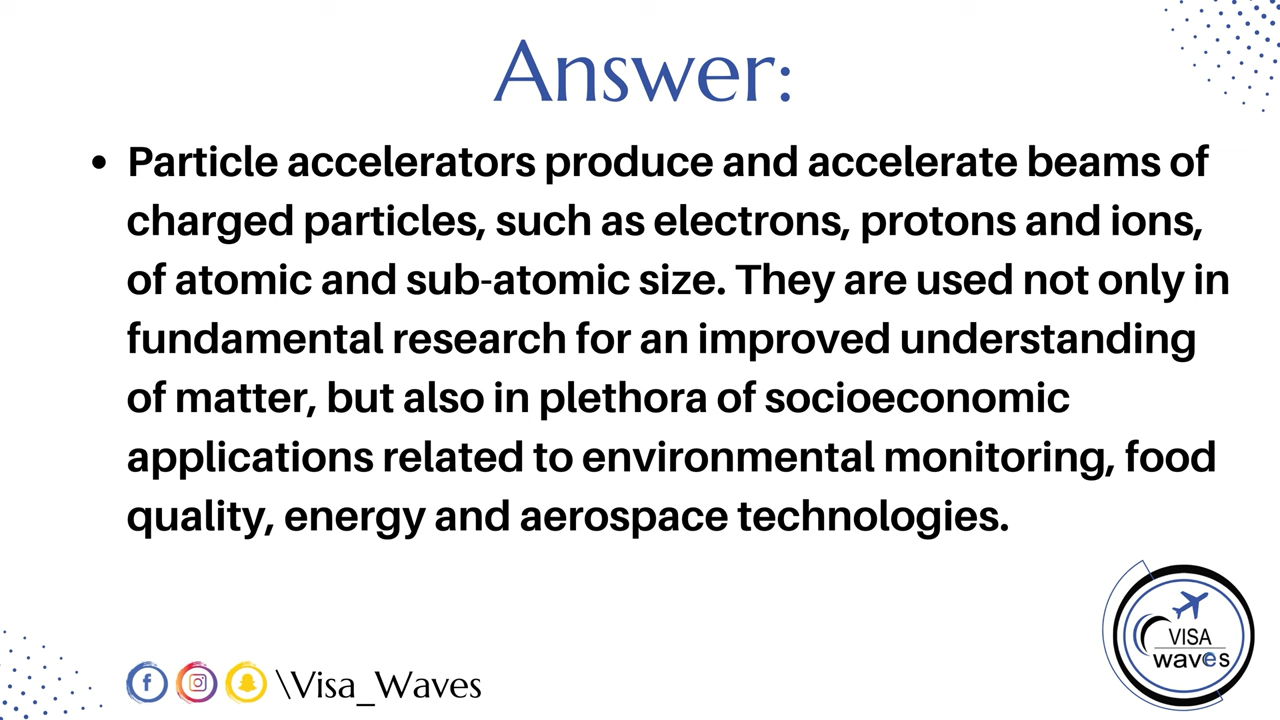 Answer:
• Particle accelerators produce and accelerate beams of
charged particles, such as electrons, protons and ions,
of atomic and sub-atomic size. They are used not only in
fundamental research for an improved understanding
of matter, but also in plethora of socioeconomic
applications related to environmental monitoring, food
quality, energy and aerospace technologies.
VISA
waves
\Visa_Waves